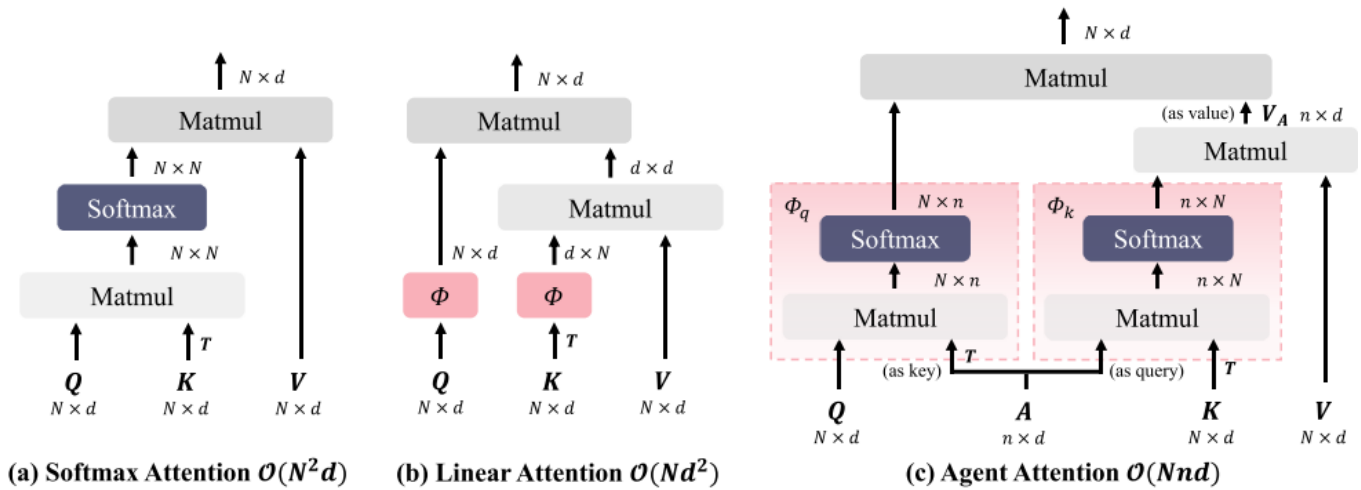 N × d
Matmul
N × N
Softmax
N × N
Matmul
T
Q K V
N × d N × d N × d
(a) Softmax Attention 𝒪(N²d)
N × d
Matmul
d × d
Matmul
N × d d × N
Φ Φ
T
Q K V
N × d N × d N × d
(b) Linear Attention 𝒪(Nd²)
N × d
Matmul
(as value) V_A n × d
Matmul
Φ_q N × n Φ_k n × N
Softmax Softmax
N × n n × N
Matmul Matmul
(as key) T (as query) T
Q A K V
N × d n × d N × d N × d
(c) Agent Attention 𝒪(Nnd)